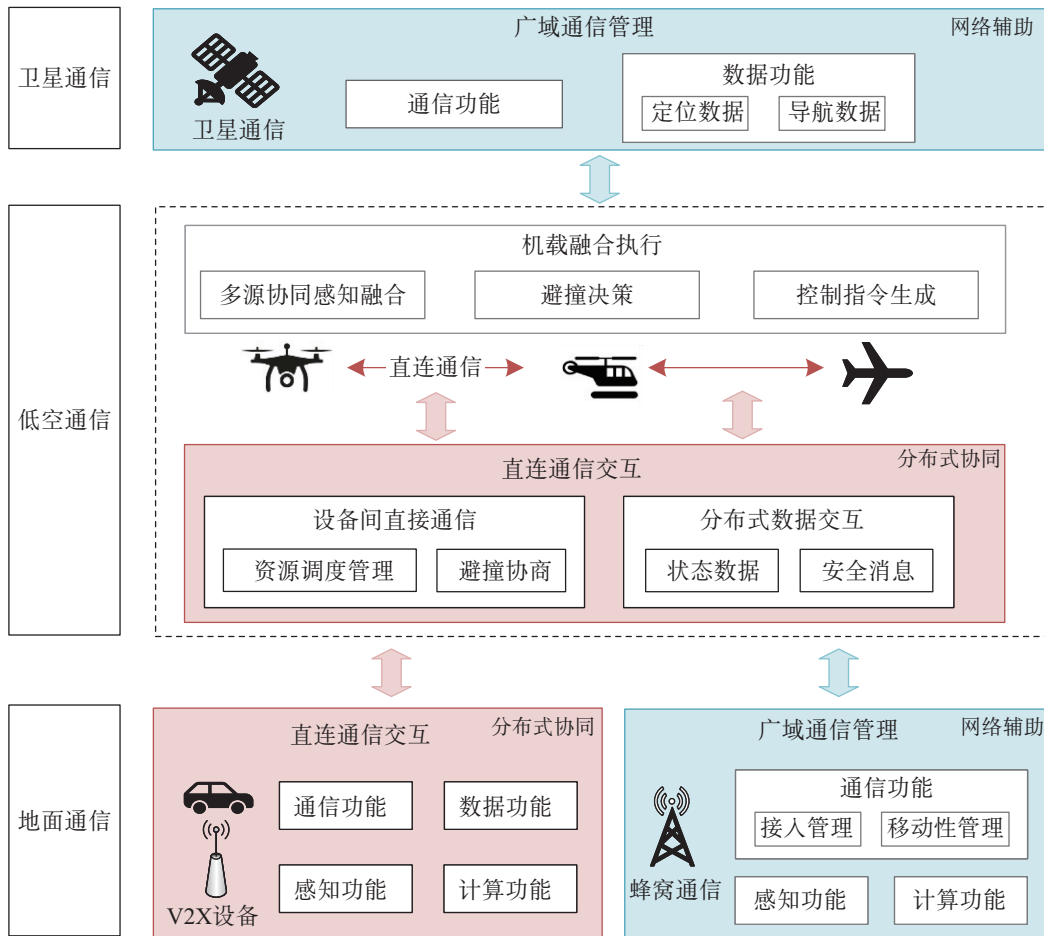 卫星通信
广域通信管理
网络辅助
卫星通信
通信功能
数据功能
定位数据
导航数据
低空通信
机载融合执行
多源协同感知融合
避撞决策
控制指令生成
直连通信
直连通信交互
分布式协同
设备间直接通信
资源调度管理
避撞协商
分布式数据交互
状态数据
安全消息
地面通信
直连通信交互
分布式协同
通信功能
数据功能
感知功能
计算功能
V2X设备
广域通信管理
网络辅助
通信功能
接入管理
移动性管理
蜂窝通信
感知功能
计算功能